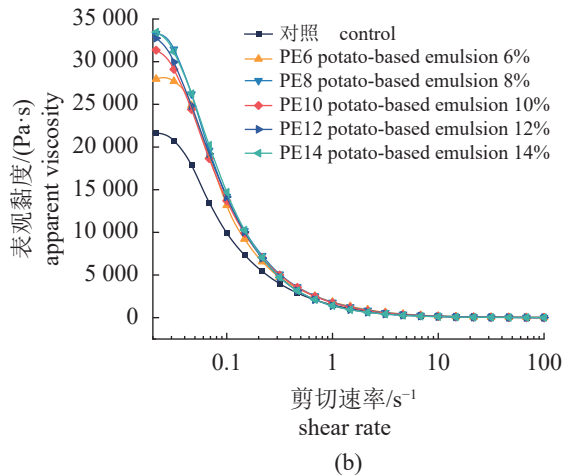 35 000
30 000
25 000
20 000
15 000
10 000
5 000
0
表观黏度/(Pa·s)
apparent viscosity
对照 control
PE6 potato-based emulsion 6%
PE8 potato-based emulsion 8%
PE10 potato-based emulsion 10%
PE12 potato-based emulsion 12%
PE14 potato-based emulsion 14%
0.1 1 10 100
剪切速率/s⁻¹
shear rate
(b)